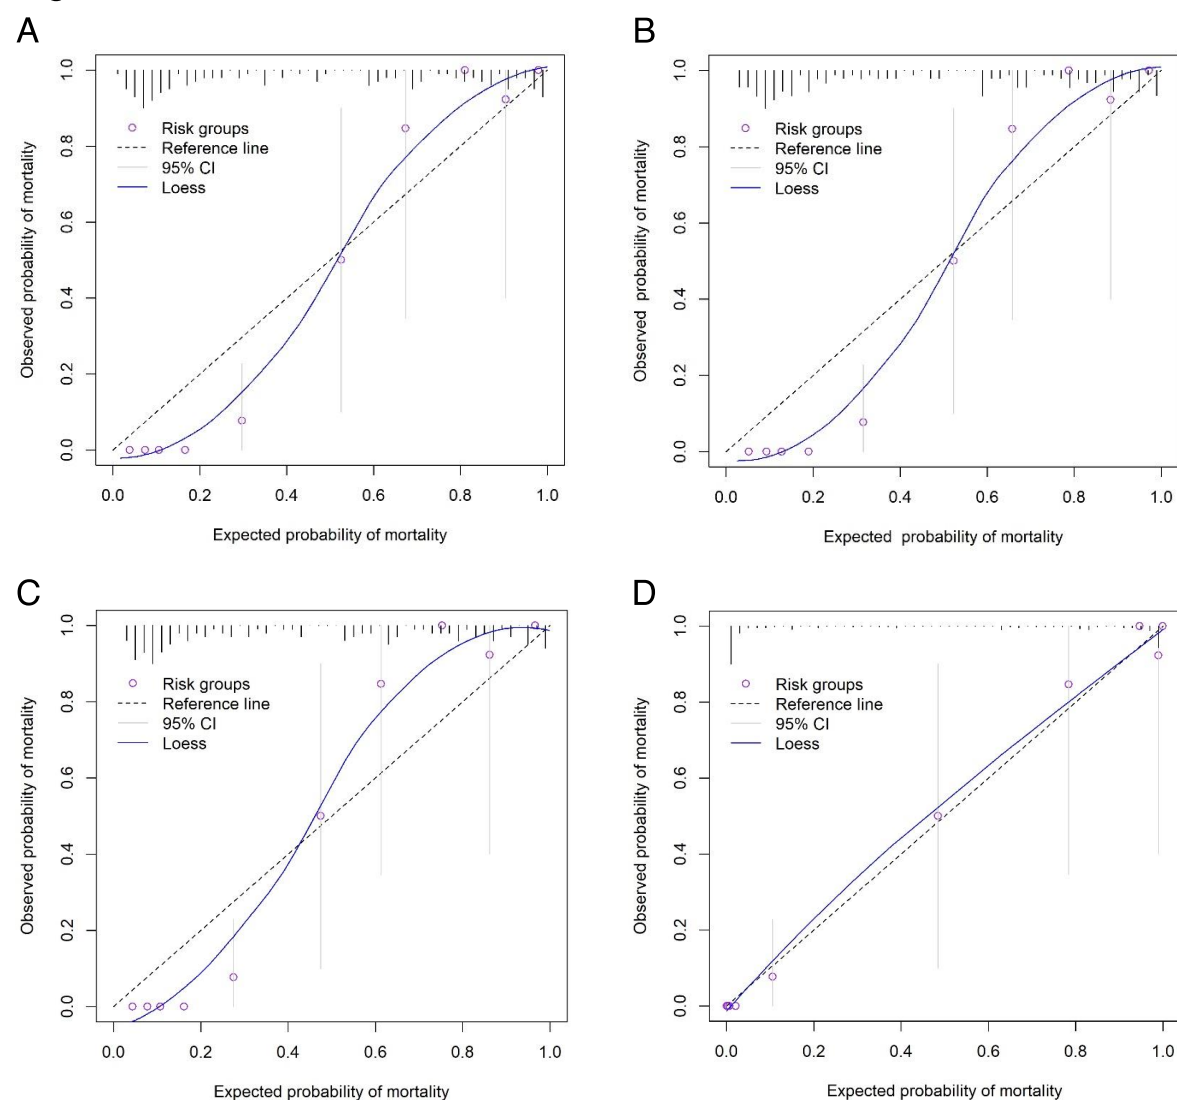 A
1.0
0.8
0.6
0.4
0.2
0.0
Observed probability of mortality
Risk groups
Reference line
95% CI
Loess
0.0 0.2 0.4 0.6 0.8 1.0
Expected probability of mortality
B
1.0
0.8
0.6
0.4
0.2
0.0
Observed probability of mortality
Risk groups
Reference line
95% CI
Loess
0.0 0.2 0.4 0.6 0.8 1.0
Expected probability of mortality
C
1.0
0.8
0.6
0.4
0.2
0.0
Observed probability of mortality
Risk groups
Reference line
95% CI
Loess
0.0 0.2 0.4 0.6 0.8 1.0
Expected probability of mortality
D
1.0
0.8
0.6
0.4
0.2
0.0
Observed probability of mortality
Risk groups
Reference line
95% CI
Loess
0.0 0.2 0.4 0.6 0.8 1.0
Expected probability of mortality